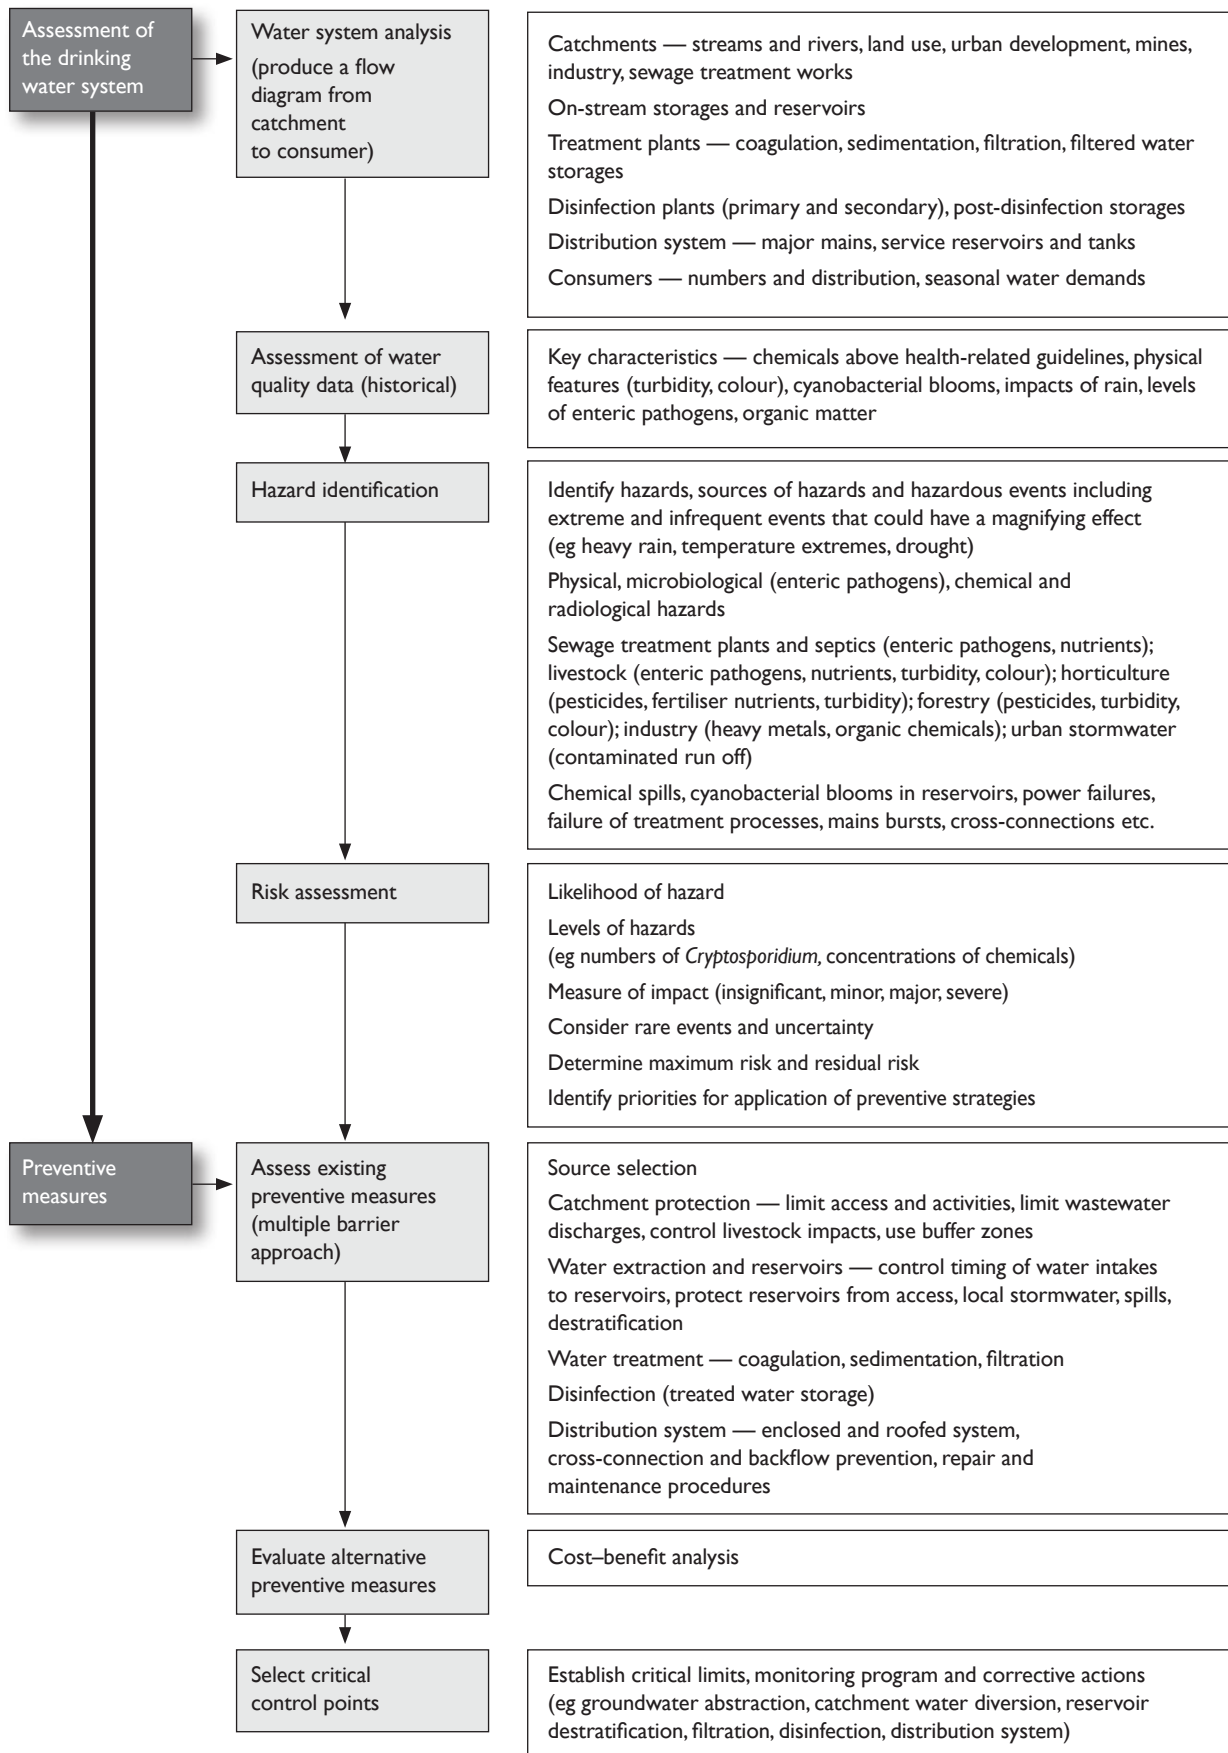 Assessment of
the drinking
water system
Water system analysis
(produce a flow
diagram from
catchment
to consumer)
Catchments — streams and rivers, land use, urban development, mines,
industry, sewage treatment works
On-stream storages and reservoirs
Treatment plants — coagulation, sedimentation, filtration, filtered water
storages
Disinfection plants (primary and secondary), post-disinfection storages
Distribution system — major mains, service reservoirs and tanks
Consumers — numbers and distribution, seasonal water demands
Assessment of water
quality data (historical)
Key characteristics — chemicals above health-related guidelines, physical
features (turbidity, colour), cyanobacterial blooms, impacts of rain, levels
of enteric pathogens, organic matter
Hazard identification
Identify hazards, sources of hazards and hazardous events including
extreme and infrequent events that could have a magnifying effect
(eg heavy rain, temperature extremes, drought)
Physical, microbiological (enteric pathogens), chemical and
radiological hazards
Sewage treatment plants and septics (enteric pathogens, nutrients);
livestock (enteric pathogens, nutrients, turbidity, colour); horticulture
(pesticides, fertiliser nutrients, turbidity); forestry (pesticides, turbidity,
colour); industry (heavy metals, organic chemicals); urban stormwater
(contaminated run off)
Chemical spills, cyanobacterial blooms in reservoirs, power failures,
failure of treatment processes, mains bursts, cross-connections etc.
Risk assessment
Likelihood of hazard
Levels of hazards
(eg numbers of Cryptosporidium, concentrations of chemicals)
Measure of impact (insignificant, minor, major, severe)
Consider rare events and uncertainty
Determine maximum risk and residual risk
Identify priorities for application of preventive strategies
Preventive
measures
Assess existing
preventive measures
(multiple barrier
approach)
Source selection
Catchment protection — limit access and activities, limit wastewater
discharges, control livestock impacts, use buffer zones
Water extraction and reservoirs — control timing of water intakes
to reservoirs, protect reservoirs from access, local stormwater, spills,
destratification
Water treatment — coagulation, sedimentation, filtration
Disinfection (treated water storage)
Distribution system — enclosed and roofed system,
cross-connection and backflow prevention, repair and
maintenance procedures
Evaluate alternative
preventive measures
Cost–benefit analysis
Select critical
control points
Establish critical limits, monitoring program and corrective actions
(eg groundwater abstraction, catchment water diversion, reservoir
destratification, filtration, disinfection, distribution system)